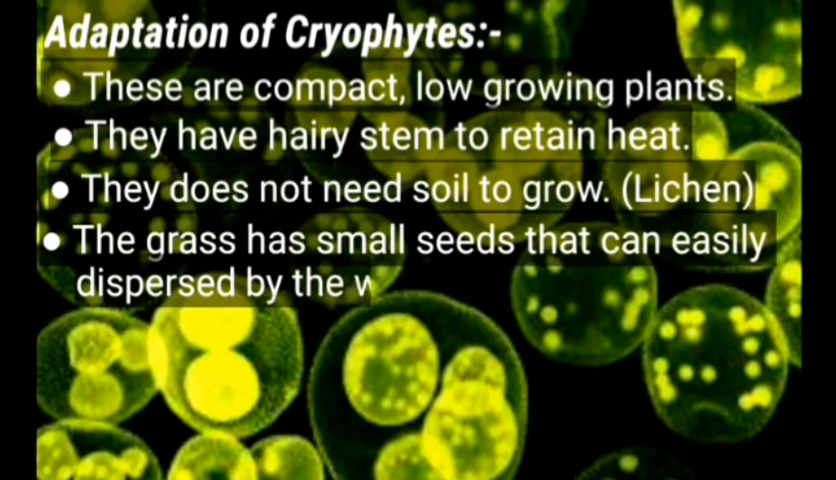 Adaptation of Cryophytes:-
● These are compact, low growing plants.
● They have hairy stem to retain heat.
● They does not need soil to grow. (Lichen)
● The grass has small seeds that can easily
dispersed by the